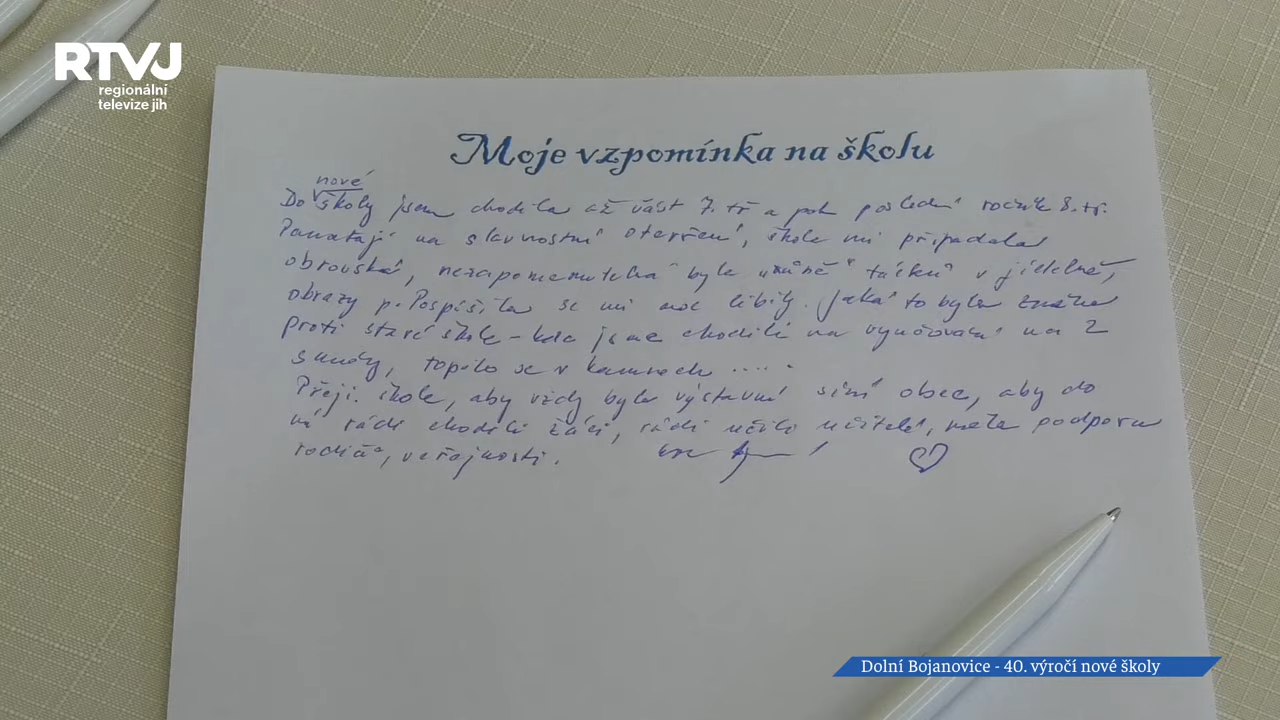 RTVJ
regionální
televize jih
Moje vzpomínka na školu
nové
Do školy jsem chodila až část 7. tř a pak poslední ročník 8. tř.
Pamatuji na slavnostní otevření, škola mi připadala
obrovská, nezapomenutelná byla vůně tácků v jídelně,
obrazy p. Pospíšila se mi moc líbily. Jaká to byla změna
proti staré škole - kde jsme chodili na vyučování na 2
směny, topilo se v kamnech .....
Přeji škole, aby vždy byla výstavní síní obce, aby do
ní rádi chodili žáci, rádi učili učitelé, měla podporu
rodičů, veřejnosti.
Dolní Bojanovice - 40. výročí nové školy